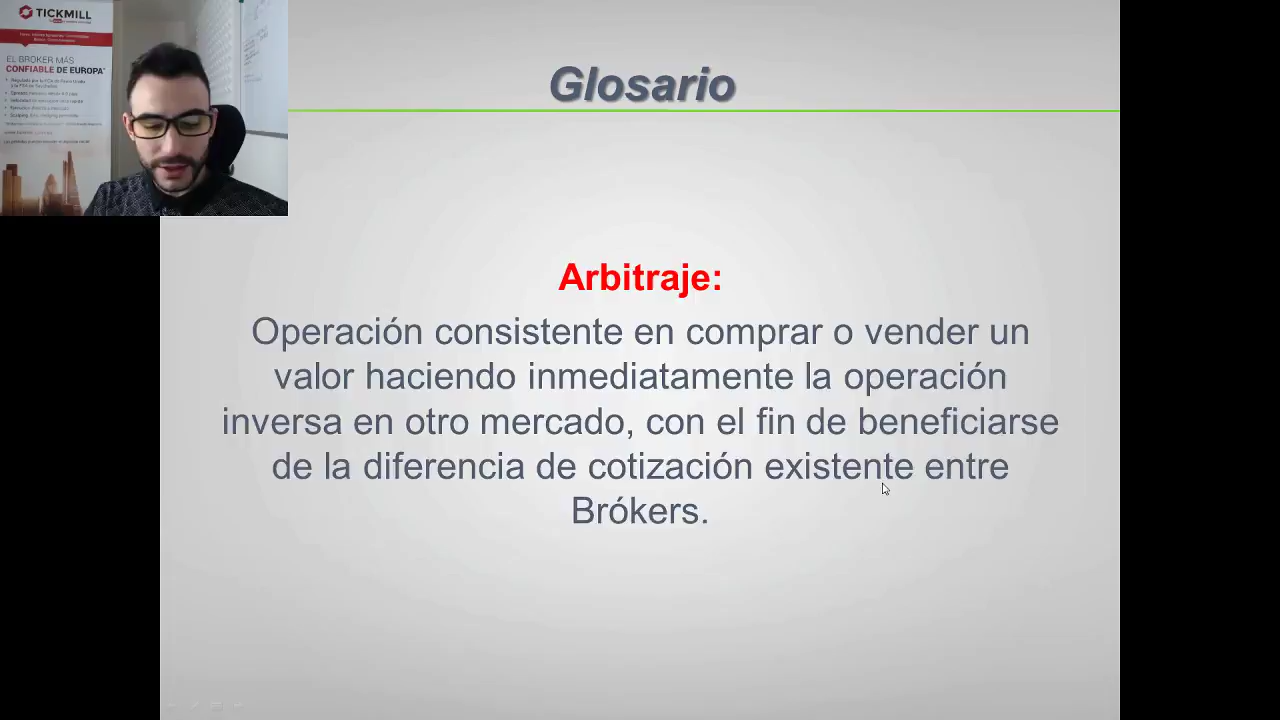 TICKMILL
EL BRÓKER MÁS
CONFIABLE DE EUROPA*
Glosario
Arbitraje:
Operación consistente en comprar o vender un
valor haciendo inmediatamente la operación
inversa en otro mercado, con el fin de beneficiarse
de la diferencia de cotización existente entre
Brókers.